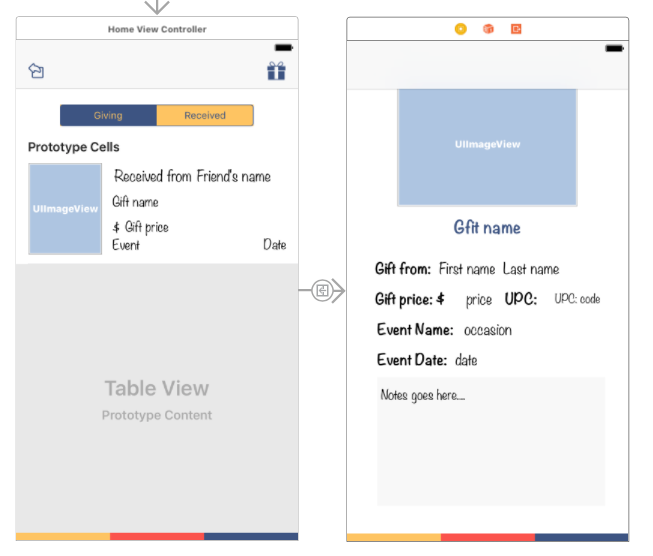 Home View Controller
Giving Received
Prototype Cells
UIImageView
Received from Friend's name
Gift name
$ Gift price
Event Date
Table View
Prototype Content
UIImageView
Gfit name
Gift from: First name Last name
Gift price: $ price UPC: UPC: code
Event Name: occasion
Event Date: date
Notes goes here....